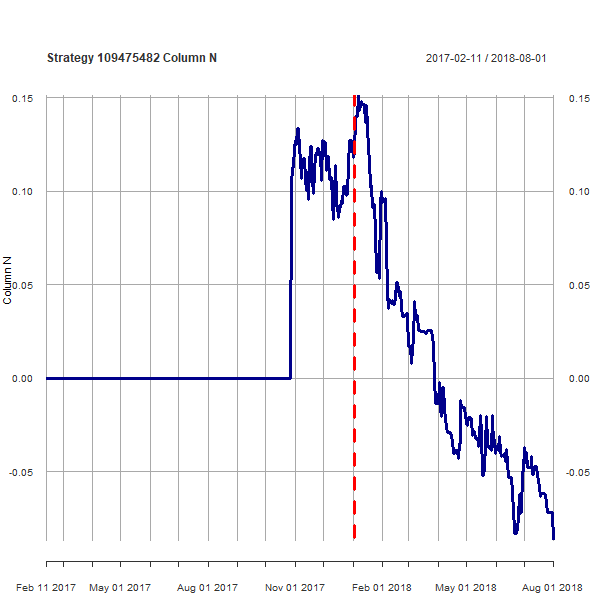 Strategy 109475482 Column N
2017-02-11 / 2018-08-01
0.15 0.15
0.10 0.10
0.05 0.05
0.00 0.00
-0.05 -0.05
Column N
Feb 11 2017 May 01 2017 Aug 01 2017 Nov 01 2017 Feb 01 2018 May 01 2018 Aug 01 2018